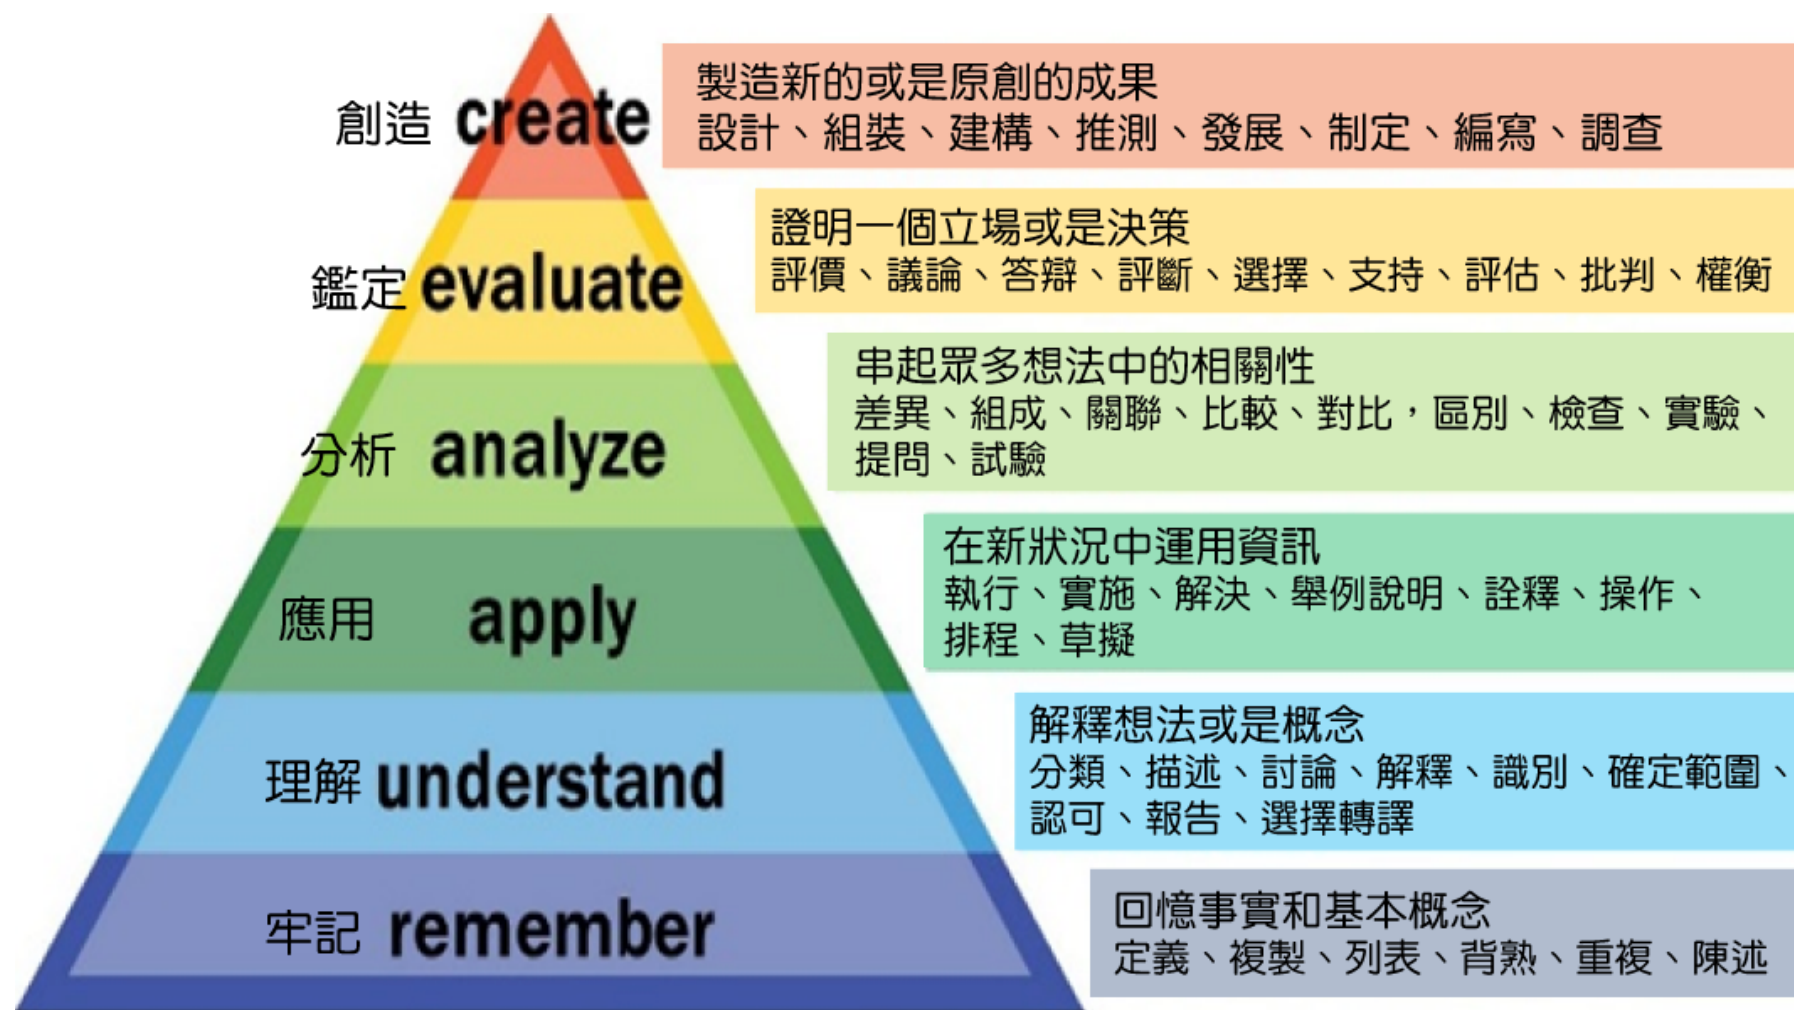 製造新的或是原創的成果
創造 create 設計、組裝、建構、推測、發展、制定、編寫、調查
證明一個立場或是決策
鑑定 evaluate 評價、議論、答辯、評斷、選擇、支持、評估、批判、權衡
串起眾多想法中的相關性
差異、組成、關聯、比較、對比，區別、檢查、實驗、
分析 analyze 提問、試驗
在新狀況中運用資訊
執行、實施、解決、舉例說明、詮釋、操作、
應用 apply 排程、草擬
解釋想法或是概念
理解 understand 分類、描述、討論、解釋、識別、確定範圍、
認可、報告、選擇轉譯
回憶事實和基本概念
牢記 remember 定義、複製、列表、背熟、重複、陳述